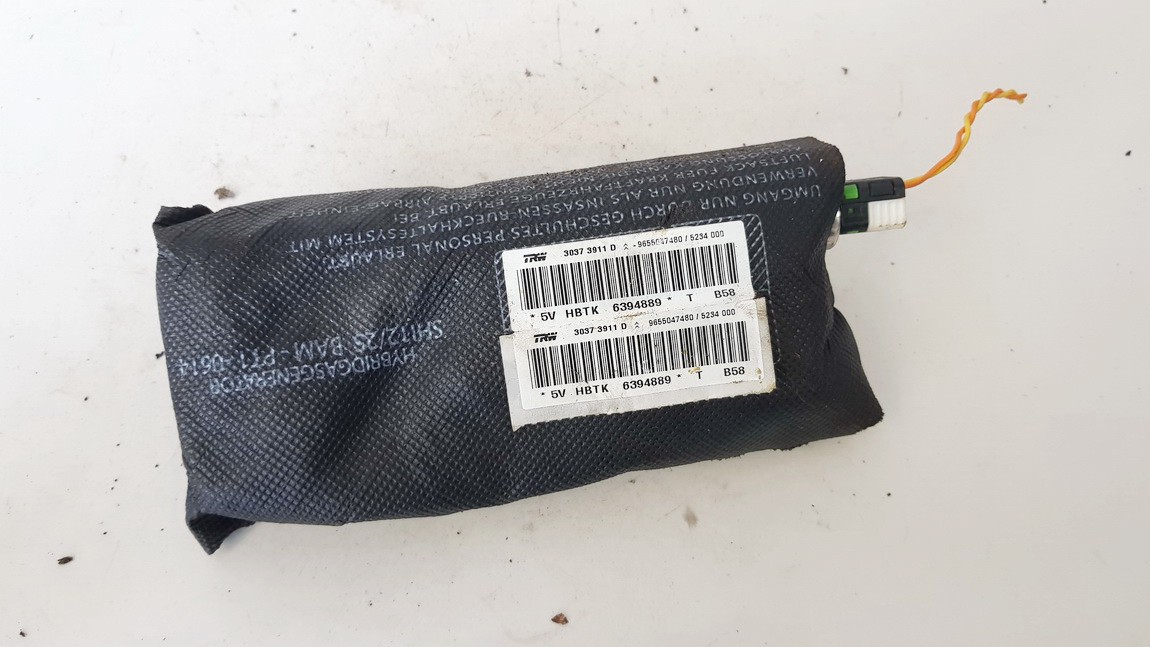 TRW 3037 3911 D 9655047480 / 5234 000
* 5V HBTK 6394889 * T B58
TRW 3037 3911 D 9655047480 / 5234 000
* 5V HBTK 6394889 * T B58
UMGANG NUR DURCH GESCHULTES PERSONAL ERLAUBT.
VERWENDUNG NUR ALS INSASSEN-RUECKHALTESYSTEM MIT
LUFTSACK FUER KRAFTFAHRZEUGE ERLAUBT. BEI
HYBRIDGASGENERATOR
BAM - PT1 - 0614